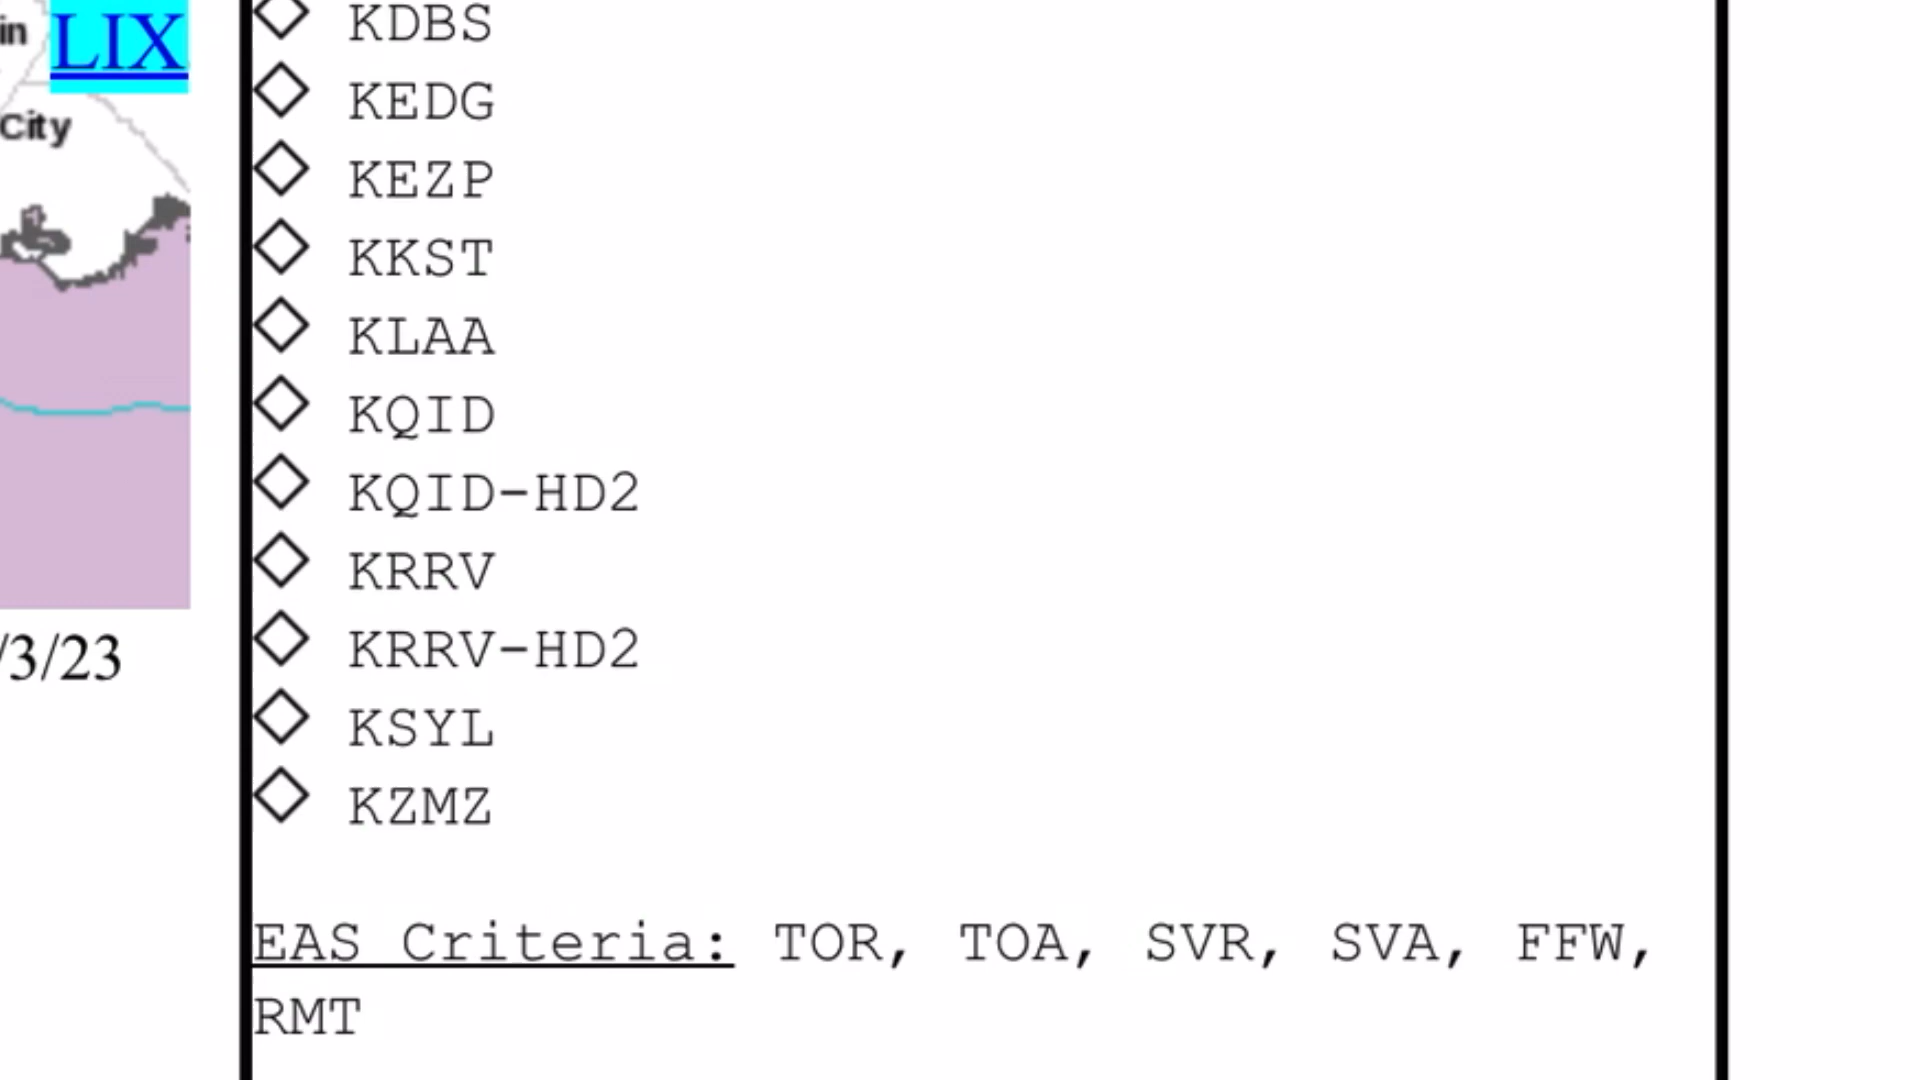 in
LIX
City
/3/23
KDBS
KEDG
KEZP
KKST
KLAA
KQID
KQID-HD2
KRRV
KRRV-HD2
KSYL
KZMZ
EAS Criteria: TOR, TOA, SVR, SVA, FFW,
RMT